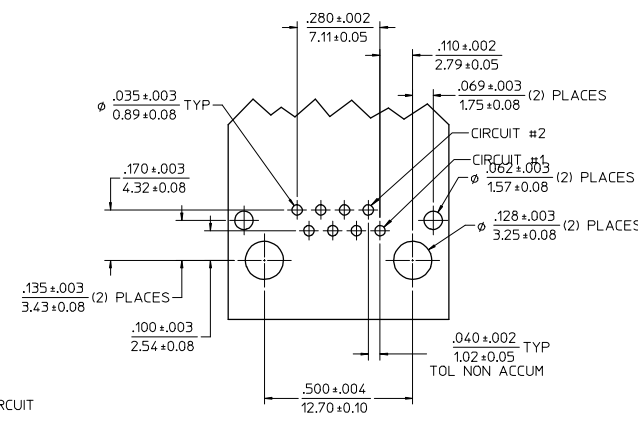 .280±.002
7.11±0.05
.110±.002
2.79±0.05
.069±.003 (2) PLACES
1.75±0.08
ø .035±.003 TYP
0.89±0.08
CIRCUIT #2
CIRCUIT #1
.170±.003
4.32±0.08
ø .062±.003 (2) PLACES
1.57±0.08
ø .128±.003 (2) PLACES
3.25±0.08
.135±.003 (2) PLACES
3.43±0.08
.100±.003
2.54±0.08
.040±.002 TYP
1.02±0.05
TOL NON ACCUM
.500±.004
12.70±0.10
RCUIT